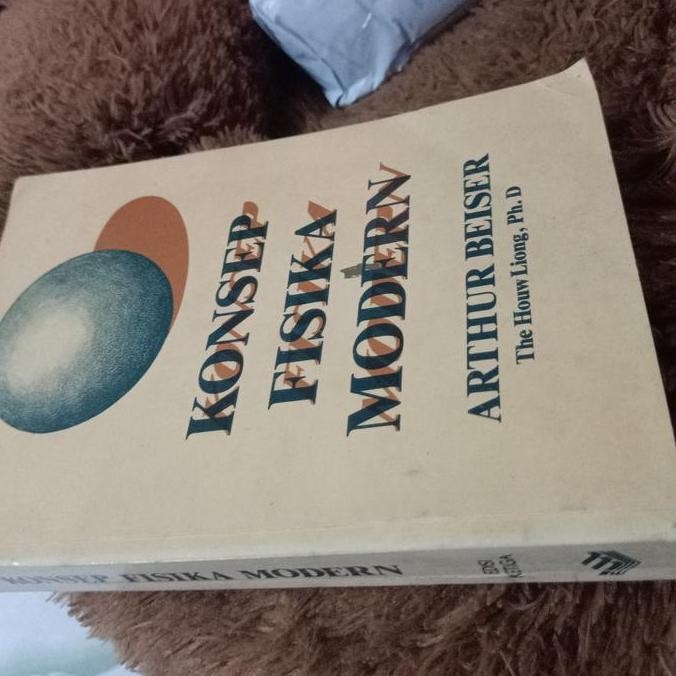 KONSEP
FISIKA
MODERN
ARTHUR BEISER
The Houw Liong, Ph. D
KONSEP FISIKA MODERN
EDISI
KETIGA